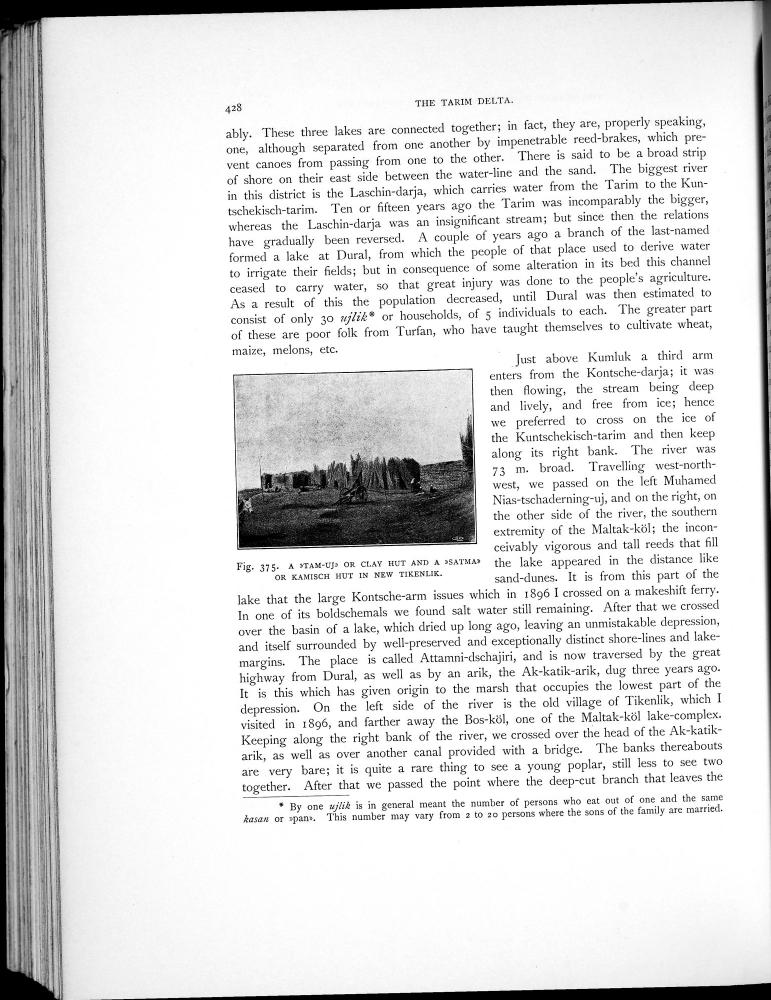 428
THE TARIM DELTA.
ably. These three lakes are connected together; in fact, they are, properly speaking,
one, although separated from one another by impenetrable reed-brakes, which pre-
vent canoes from passing from one to the other. There is said to be a broad strip
of shore on their east side between the water-line and the sand. The biggest river
in this district is the Laschin-darja, which carries water from the Tarim to the Kun-
tschekisch-tarim. Ten or fifteen years ago the Tarim was incomparably the bigger,
whereas the Laschin-darja was an insignificant stream; but since then the relations
have gradually been reversed. A couple of years ago a branch of the last-named
formed a lake at Dural, from which the people of that place used to derive water
to irrigate their fields; but in consequence of some alteration in its bed this channel
ceased to carry water, so that great injury was done to the people's agriculture.
As a result of this the population decreased, until Dural was then estimated to
consist of only 30 ujlik* or households, of 5 individuals to each. The greater part
of these are poor folk from Turfan, who have taught themselves to cultivate wheat,
maize, melons, etc.
Just above Kumluk a third arm
enters from the Kontsche-darja; it was
then flowing, the stream being deep
and lively, and free from ice; hence
we preferred to cross on the ice of
the Kuntschekisch-tarim and then keep
along its right bank. The river was
73 m. broad. Travelling west-north-
west, we passed on the left Muhamed
Nias-tschaderning-uj, and on the right, on
the other side of the river, the southern
extremity of the Maltak-köl; the incon-
ceivably vigorous and tall reeds that fill
the lake appeared in the distance like
sand-dunes. It is from this part of the
Fig. 375. A »TAM-UJ» OR CLAY HUT AND A »SATMA»
OR KAMISCH HUT IN NEW TIKENLIK.
lake that the large Kontsche-arm issues which in 1896 I crossed on a makeshift ferry.
In one of its boldschemals we found salt water still remaining. After that we crossed
over the basin of a lake, which dried up long ago, leaving an unmistakable depression,
and itself surrounded by well-preserved and exceptionally distinct shore-lines and lake-
margins. The place is called Attamni-dschajiri, and is now traversed by the great
highway from Dural, as well as by an arik, the Ak-katik-arik, dug three years ago.
It is this which has given origin to the marsh that occupies the lowest part of the
depression. On the left side of the river is the old village of Tikenlik, which I
visited in 1896, and farther away the Bos-köl, one of the Maltak-köl lake-complex.
Keeping along the right bank of the river, we crossed over the head of the Ak-katik-
arik, as well as over another canal provided with a bridge. The banks thereabouts
are very bare; it is quite a rare thing to see a young poplar, still less to see two
together. After that we passed the point where the deep-cut branch that leaves the
* By one ujlik is in general meant the number of persons who eat out of one and the same
kasan or »pan». This number may vary from 2 to 20 persons where the sons of the family are married.